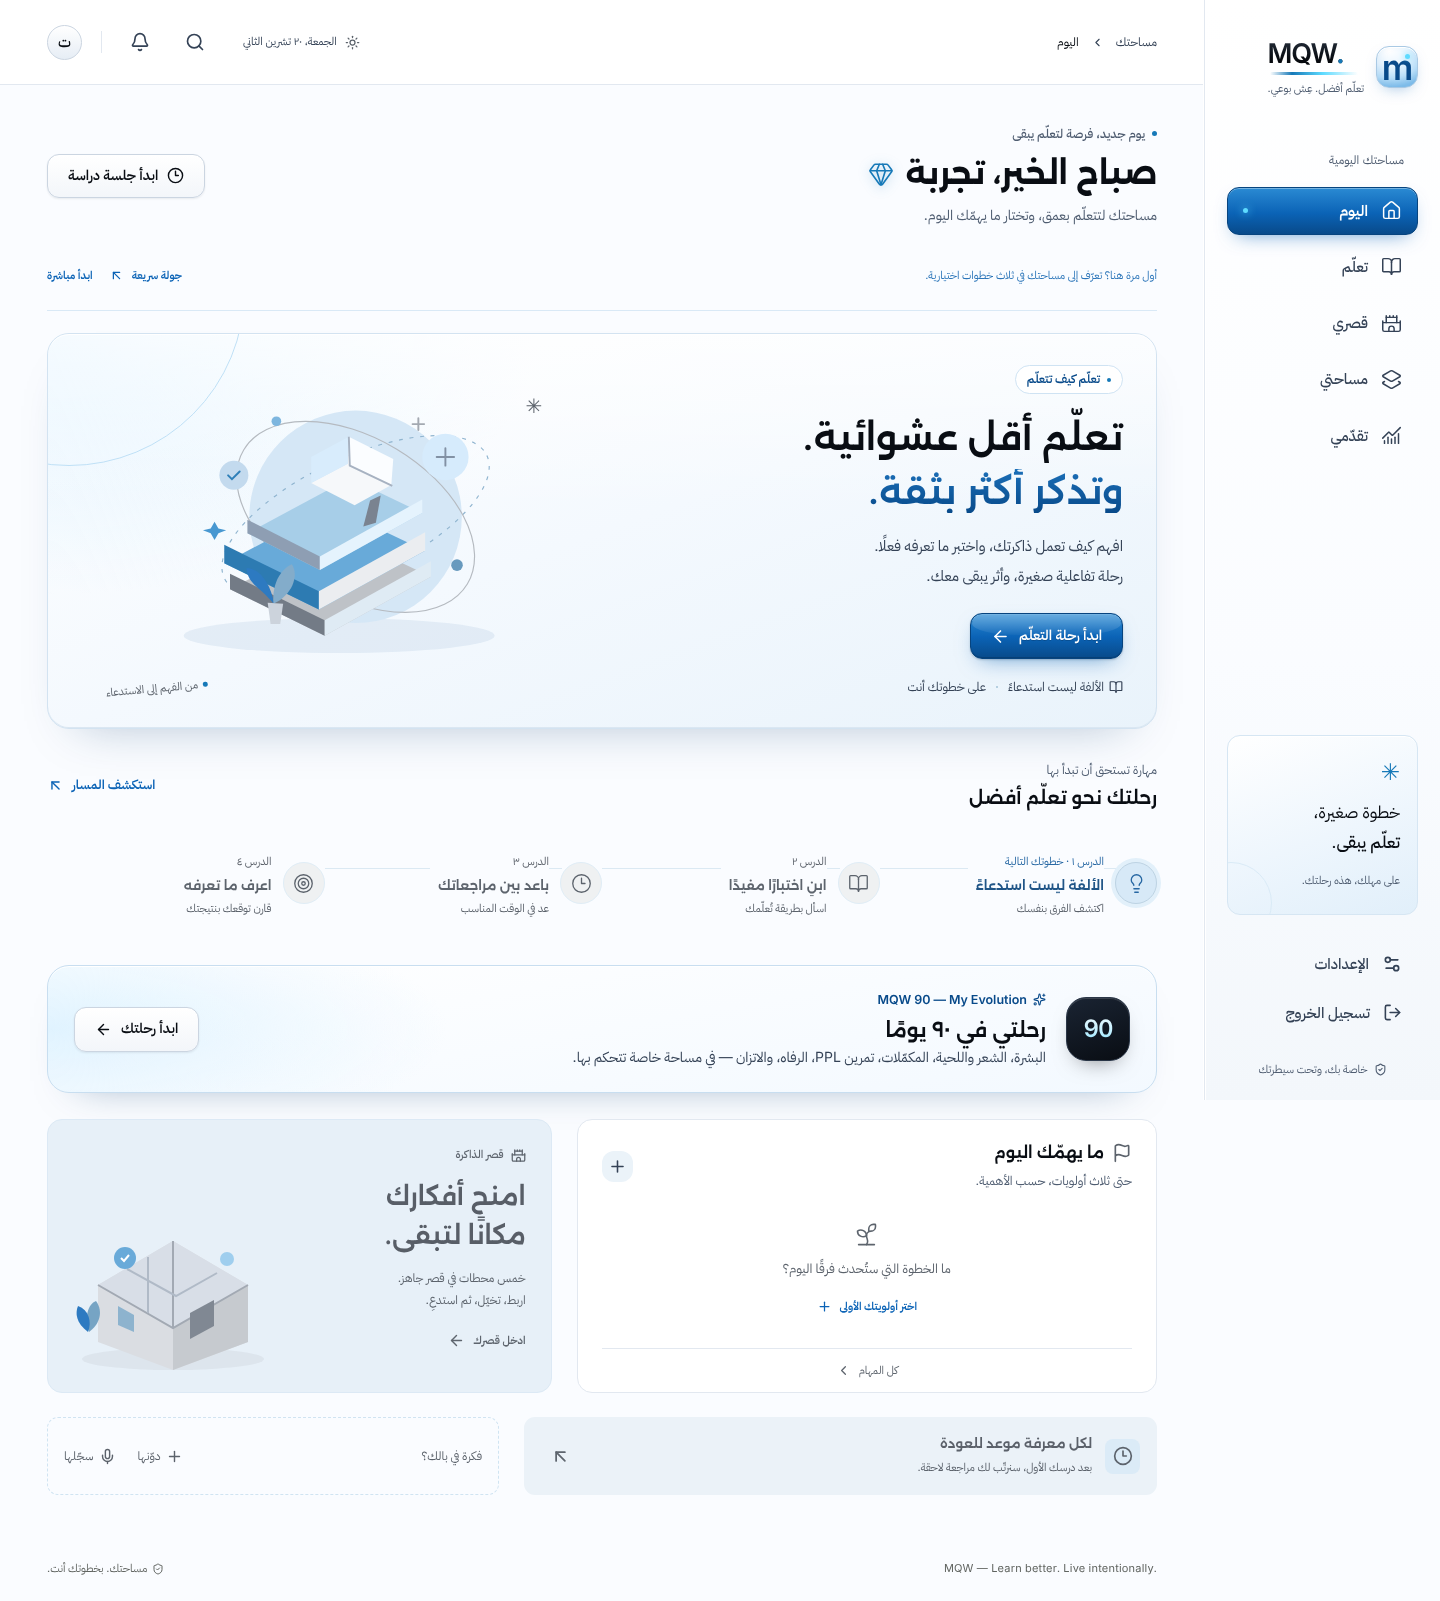 m
MQW.
تعلّم أفضل. عِش بوعي.
مساحتك اليومية
اليوم
تعلّم
قصري
مساحتي
تقدّمي
خطوة صغيرة،
تعلّم يبقى.
على مهلك، هذه رحلتك.
الإعدادات
تسجيل الخروج
خاصة بك، وتحت سيطرتك
مساحتك
اليوم
الجمعة، ٢٠ تشرين الثاني
ت
يوم جديد، فرصة لتعلّم يبقى
صباح الخير، تجربة
مساحتك لتتعلّم بعمق، وتختار ما يهمّك اليوم.
ابدأ جلسة دراسة
أول مرة هنا؟ تعرّف إلى مساحتك في ثلاث خطوات اختيارية.
جولة سريعة
ابدأ مباشرة
تعلّم كيف تتعلّم
تعلّم أقل عشوائية.
وتذكر أكثر بثقة.
افهم كيف تعمل ذاكرتك، واختبر ما تعرفه فعلًا.
رحلة تفاعلية صغيرة، وأثر يبقى معك.
ابدأ رحلة التعلّم
الألفة ليست استدعاءً · على خطوتك أنت
من الفهم إلى الاستدعاء
مهارة تستحق أن تبدأ بها
رحلتك نحو تعلّم أفضل
استكشف المسار
الدرس ١ · خطوتك التالية
الألفة ليست استدعاءً
اكتشف الفرق بنفسك
الدرس ٢
ابنِ اختبارًا مفيدًا
اسأل بطريقة تُعلّمك
الدرس ٣
باعد بين مراجعاتك
عد في الوقت المناسب
الدرس ٤
اعرف ما تعرفه
قارن توقعك بنتيجتك
90
MQW 90 — My Evolution
رحلتي في ٩٠ يومًا
البشرة، الشعر واللحية، المكمّلات، تمرين PPL، الرفاه، والاتزان — في مساحة خاصة تتحكم بها.
ابدأ رحلتك
ما يهمّك اليوم
حتى ثلاث أولويات، حسب الأهمية.
ما الخطوة التي ستُحدث فرقًا اليوم؟
اختر أولويتك الأولى
كل المهام
قصر الذاكرة
امنح أفكارك
مكانًا لتبقى.
خمس محطات في قصر جاهز.
اربط، تخيّل، ثم استدعِ.
ادخل قصرك
لكل معرفة موعد للعودة
بعد درسك الأول، سنرتّب لك مراجعة لاحقة.
فكرة في بالك؟
دوّنها
سجّلها
MQW — Learn better. Live intentionally.
مساحتك. بخطوتك أنت.